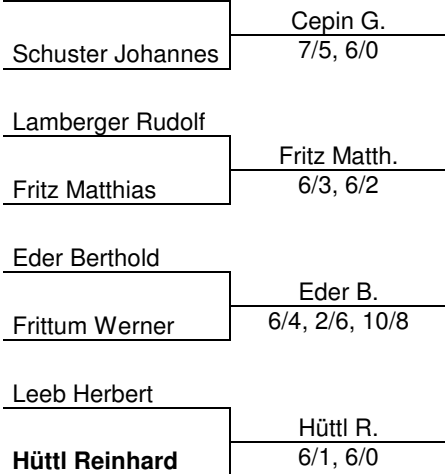 Cepin G.
Schuster Johannes
7/5, 6/0
Lamberger Rudolf
Fritz Matth.
Fritz Matthias
6/3, 6/2
Eder Berthold
Eder B.
Frittum Werner
6/4, 2/6, 10/8
Leeb Herbert
Hüttl R.
Hüttl Reinhard
6/1, 6/0